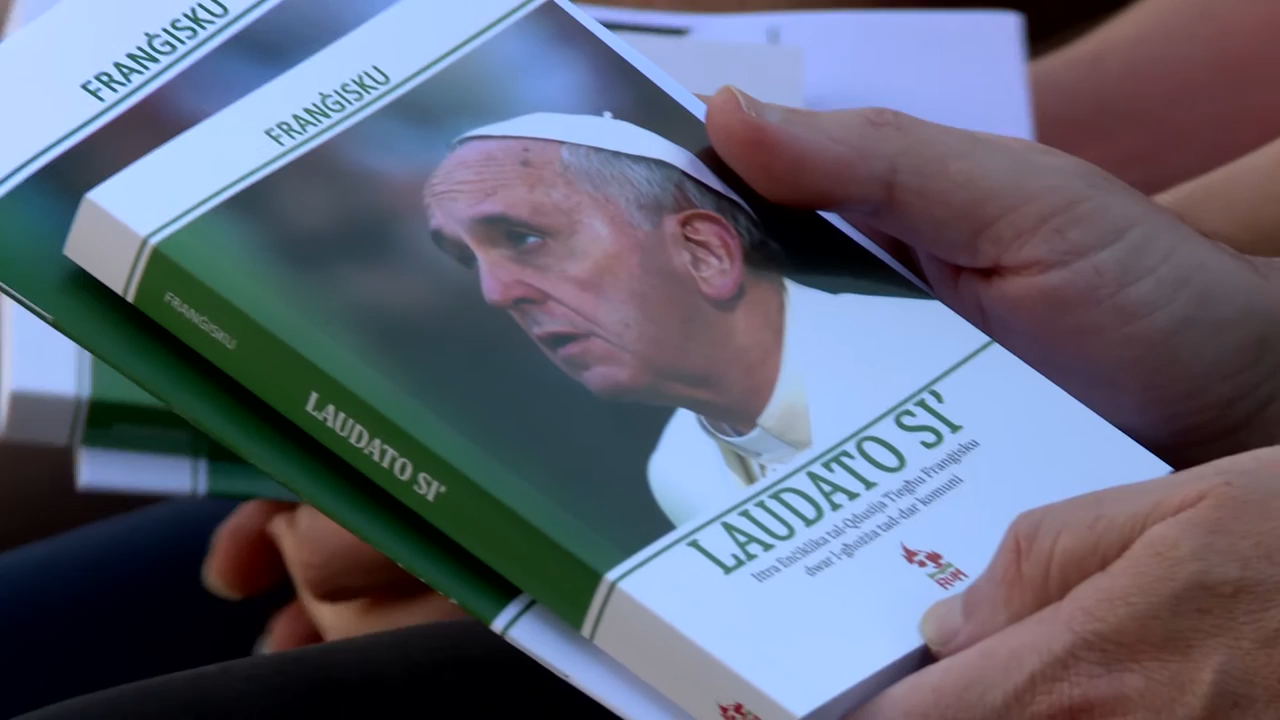 FRANĠISKU
FRANĠISKU
FRANĠISKU
LAUDATO SI'
LAUDATO SI'
Ittra Enċiklika tal-Qdusija Tiegħu Franġisku
dwar l-għożża tad-dar komuni